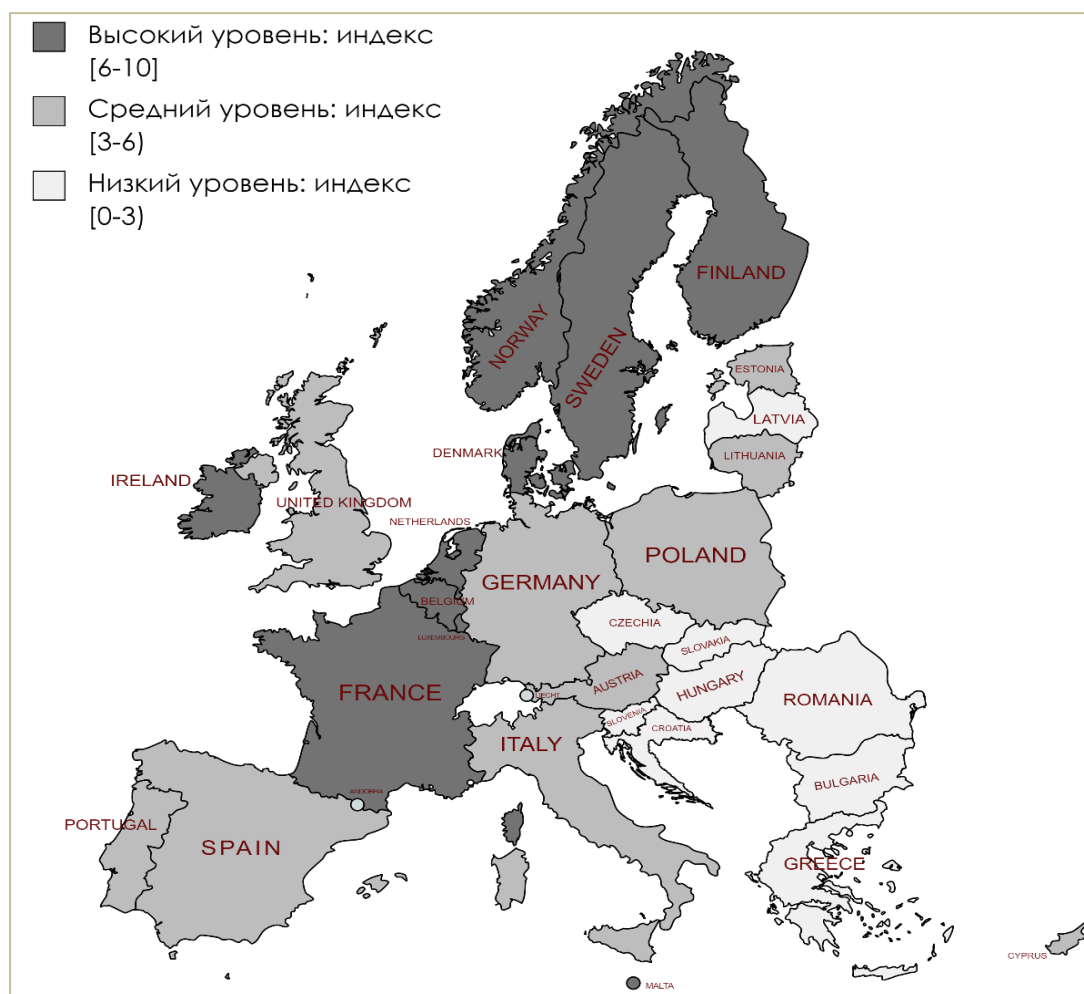 Высокий уровень: индекс
[6-10]
Средний уровень: индекс
[3-6)
Низкий уровень: индекс
[0-3)
FINLAND
NORWAY
SWEDEN
ESTONIA
LATVIA
DENMARK
LITHUANIA
IRELAND
UNITED KINGDOM
NETHERLANDS
POLAND
GERMANY
BELGIUM
CZECHIA
LUXEMBOURG
SLOVAKIA
FRANCE
LIECHT
AUSTRIA
HUNGARY
ROMANIA
SLOVENIA
CROATIA
ITALY
BULGARIA
ANDORRA
PORTUGAL
SPAIN
GREECE
CYPRUS
MALTA